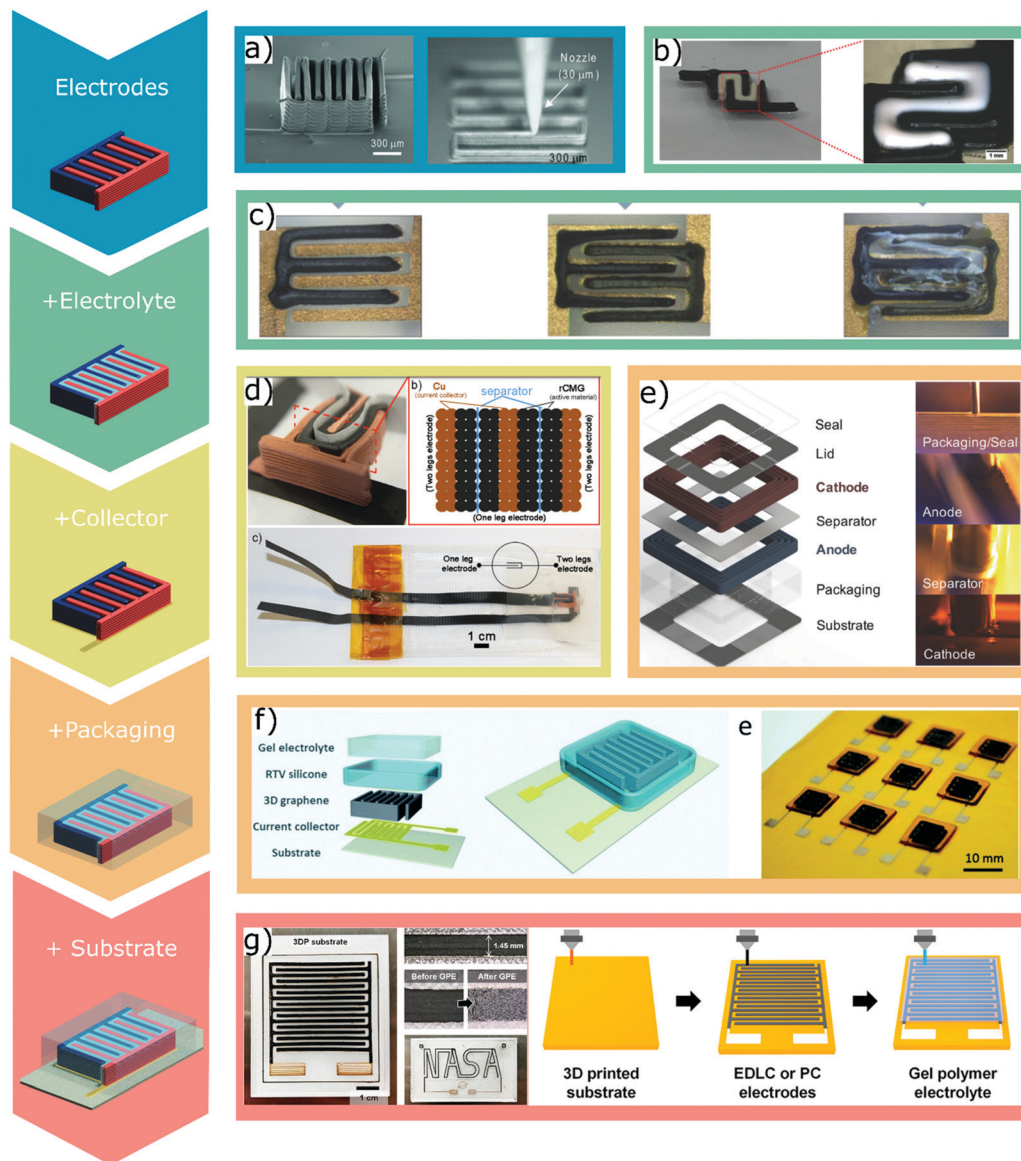 Electrodes
+Electrolyte
+Collector
+Packaging
+ Substrate
a)
300 µm
Nozzle
(30 µm)
300 µm
b)
1 mm
c)
d)
b)
Cu
(current collector)
separator
rCMG
(active material)
(Two legs electrode)
(Two legs electrode)
(One leg electrode)
c)
One leg
electrode
Two legs
electrode
1 cm
e)
Seal
Lid
Cathode
Separator
Anode
Packaging
Substrate
Packaging/Seal
Anode
Separator
Cathode
f)
Gel electrolyte
RTV silicone
3D graphene
Current collector
Substrate
e
10 mm
g)
3DP substrate
1 cm
1.45 mm
Before GPE
After GPE
NASA
3D printed
substrate
EDLC or PC
electrodes
Gel polymer
electrolyte